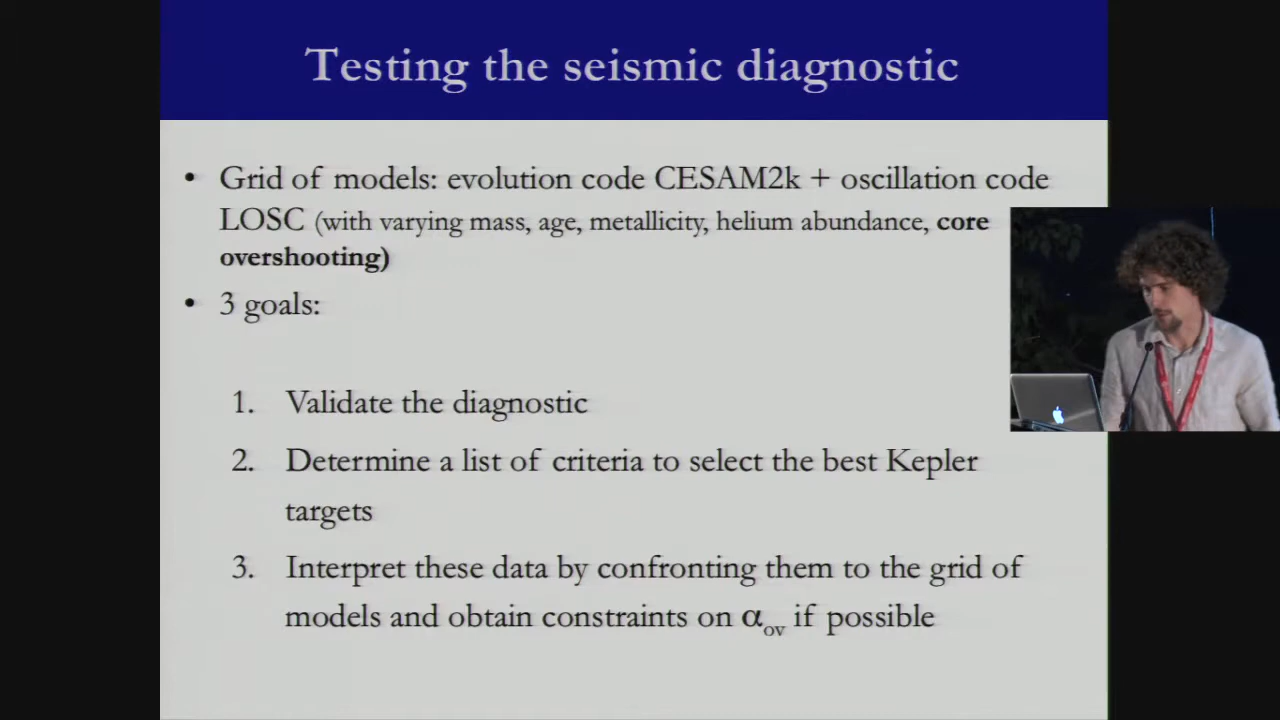 Testing the seismic diagnostic
• Grid of models: evolution code CESAM2k + oscillation code
LOSC (with varying mass, age, metallicity, helium abundance, core
overshooting)
• 3 goals:
1. Validate the diagnostic
2. Determine a list of criteria to select the best Kepler
targets
3. Interpret these data by confronting them to the grid of
models and obtain constraints on αov if possible